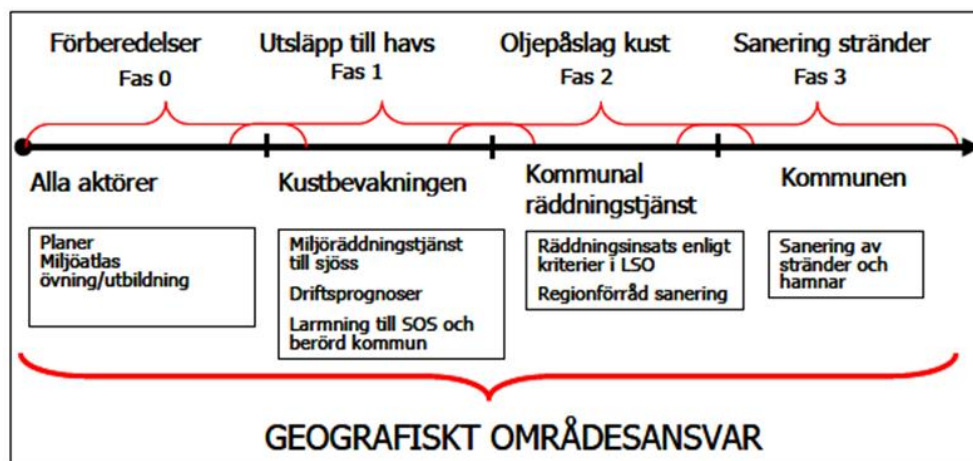 Förberedelser
Fas 0
Utsläpp till havs
Fas 1
Oljepåslag kust
Fas 2
Sanering stränder
Fas 3
Alla aktörer
Planer
Miljöatlas
övning/utbildning
Kustbevakningen
Miljöräddningstjänst
till sjöss
Driftsprognoser
Larmning till SOS och
berörd kommun
Kommunal
räddningstjänst
Räddningsinsats enligt
kriterier i LSO
Regionförråd sanering
Kommunen
Sanering av
stränder och
hamnar
GEOGRAFISKT OMRÅDESANSVAR